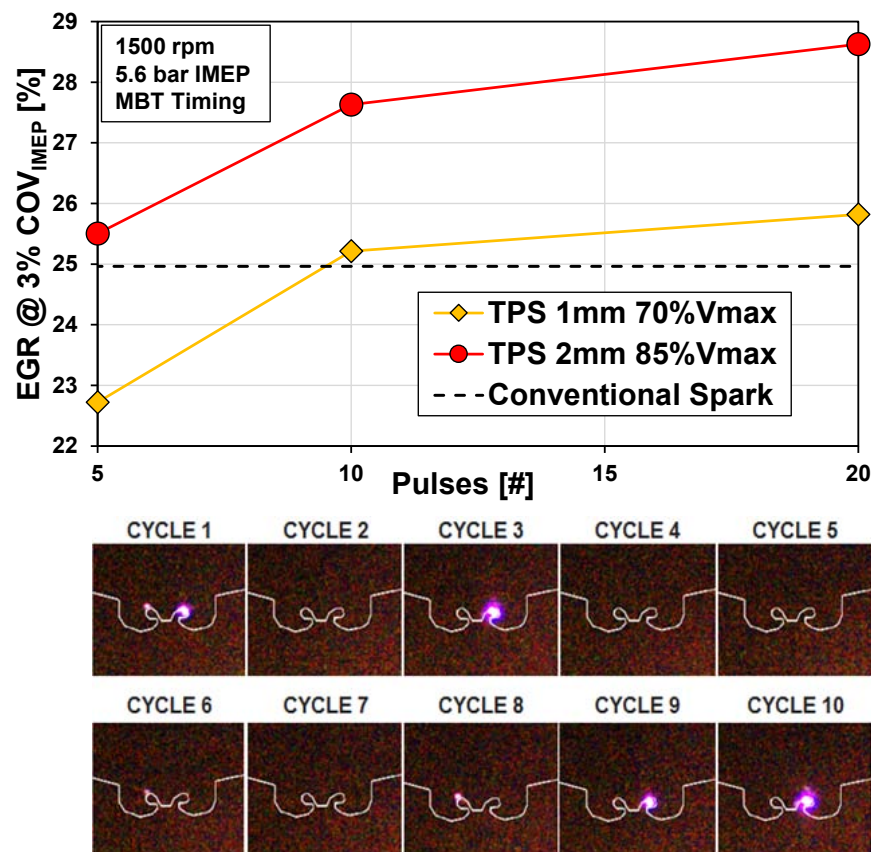 29
28
27
26
25
24
23
22
EGR @ 3% COV_IMEP [%]
1500 rpm
5.6 bar IMEP
MBT Timing
TPS 1mm 70%Vmax
TPS 2mm 85%Vmax
Conventional Spark
5
10
15
20
Pulses [#]
CYCLE 1 CYCLE 2 CYCLE 3 CYCLE 4 CYCLE 5
CYCLE 6 CYCLE 7 CYCLE 8 CYCLE 9 CYCLE 10